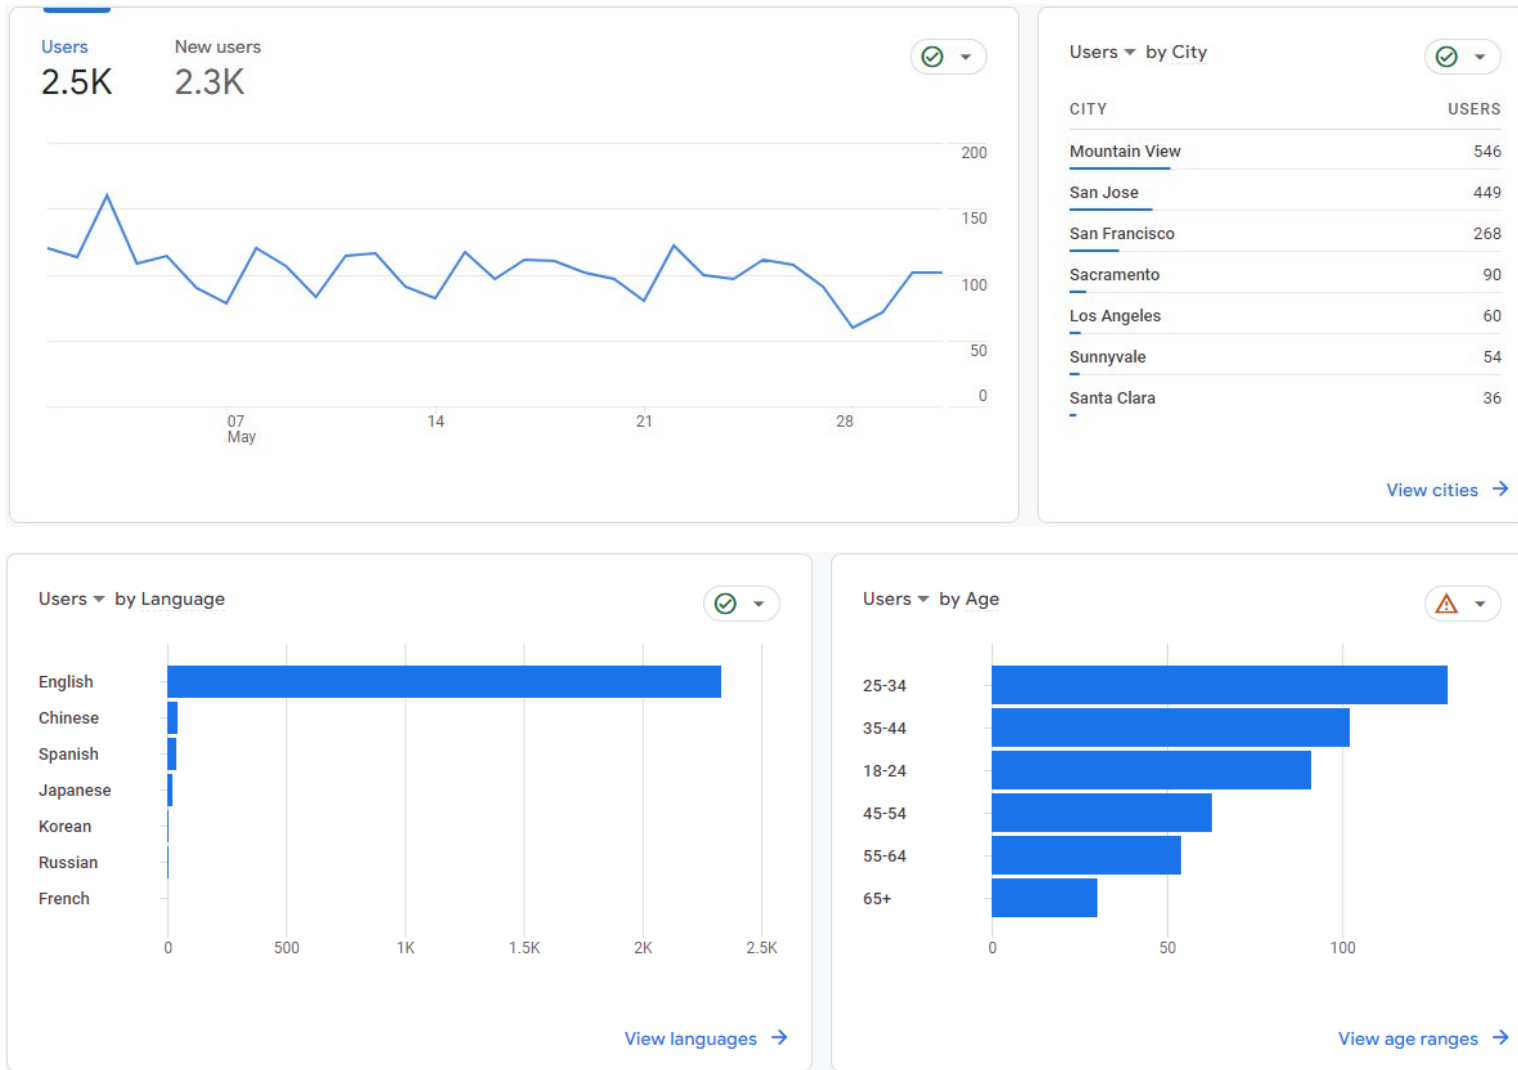 Users
2.5K
New users
2.3K
200
150
100
50
0
07
May
14
21
28
Users by City
CITY USERS
Mountain View 546
San Jose 449
San Francisco 268
Sacramento 90
Los Angeles 60
Sunnyvale 54
Santa Clara 36
View cities
Users by Language
English
Chinese
Spanish
Japanese
Korean
Russian
French
0 500 1K 1.5K 2K 2.5K
View languages
Users by Age
25-34
35-44
18-24
45-54
55-64
65+
0 50 100
View age ranges